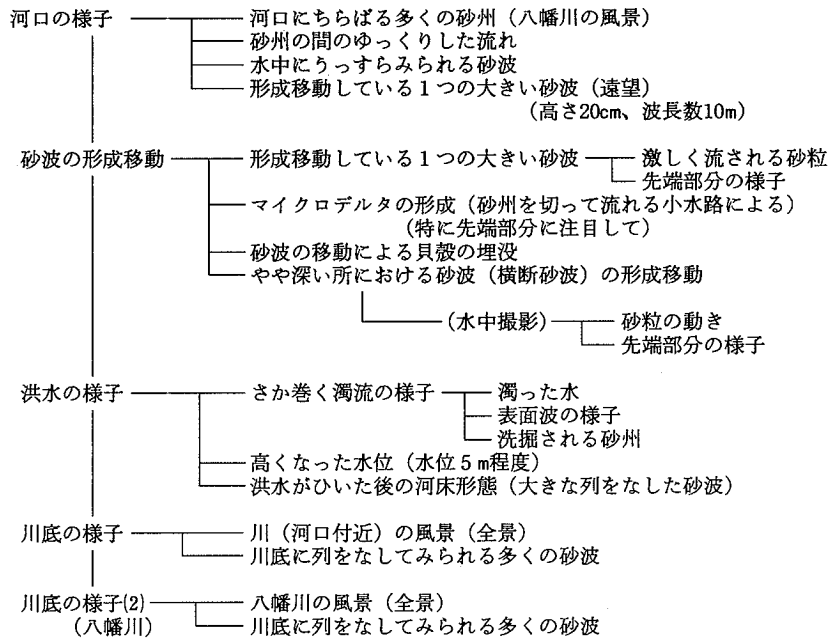 河口の様子
河口にちらばる多くの砂州（八幡川の風景）
砂州の間のゆっくりした流れ
水中にうっすらみられる砂波
形成移動している１つの大きい砂波（遠望）
（高さ20cm、波長数10m）
砂波の形成移動
形成移動している１つの大きい砂波
激しく流される砂粒
先端部分の様子
マイクロデルタの形成（砂州を切って流れる小水路による）
（特に先端部分に注目して）
砂波の移動による貝殻の埋没
やや深い所における砂波（横断砂波）の形成移動
（水中撮影）
砂粒の動き
先端部分の様子
洪水の様子
さか巻く濁流の様子
濁った水
表面波の様子
洗掘される砂州
高くなった水位（水位５m程度）
洪水がひいた後の河床形態（大きな列をなした砂波）
川底の様子
川（河口付近）の風景（全景）
川底に列をなしてみられる多くの砂波
川底の様子(2)
（八幡川）
八幡川の風景（全景）
川底に列をなしてみられる多くの砂波